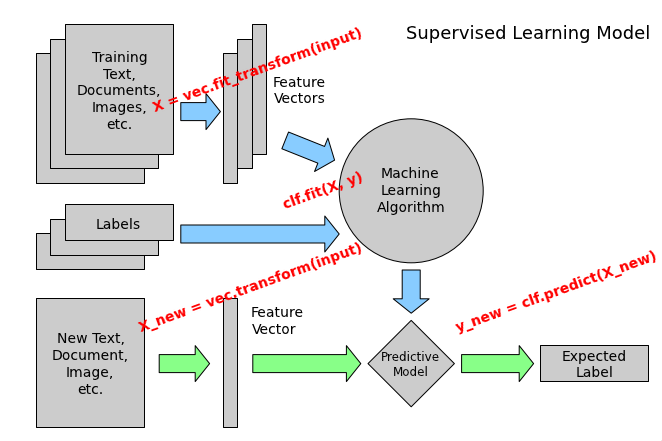 Supervised Learning Model
Training
Text,
Documents,
Images,
etc.
X = vec.fit_transform(input)
Feature
Vectors
Machine
Learning
Algorithm
clf.fit(X, y)
Labels
X_new = vec.transform(input)
New Text,
Document,
Image,
etc.
Feature
Vector
Predictive
Model
y_new = clf.predict(X_new)
Expected
Label